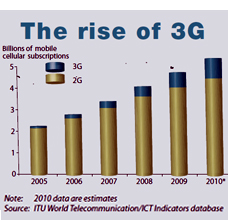 The rise of 3G
Billions of mobile
cellular subscriptions
3G
2G
5
4
3
2
1
0
2005 2006 2007 2008 2009 2010*
Note: 2010 data are estimates
Source: ITU World Telecommunication/ICT Indicators database